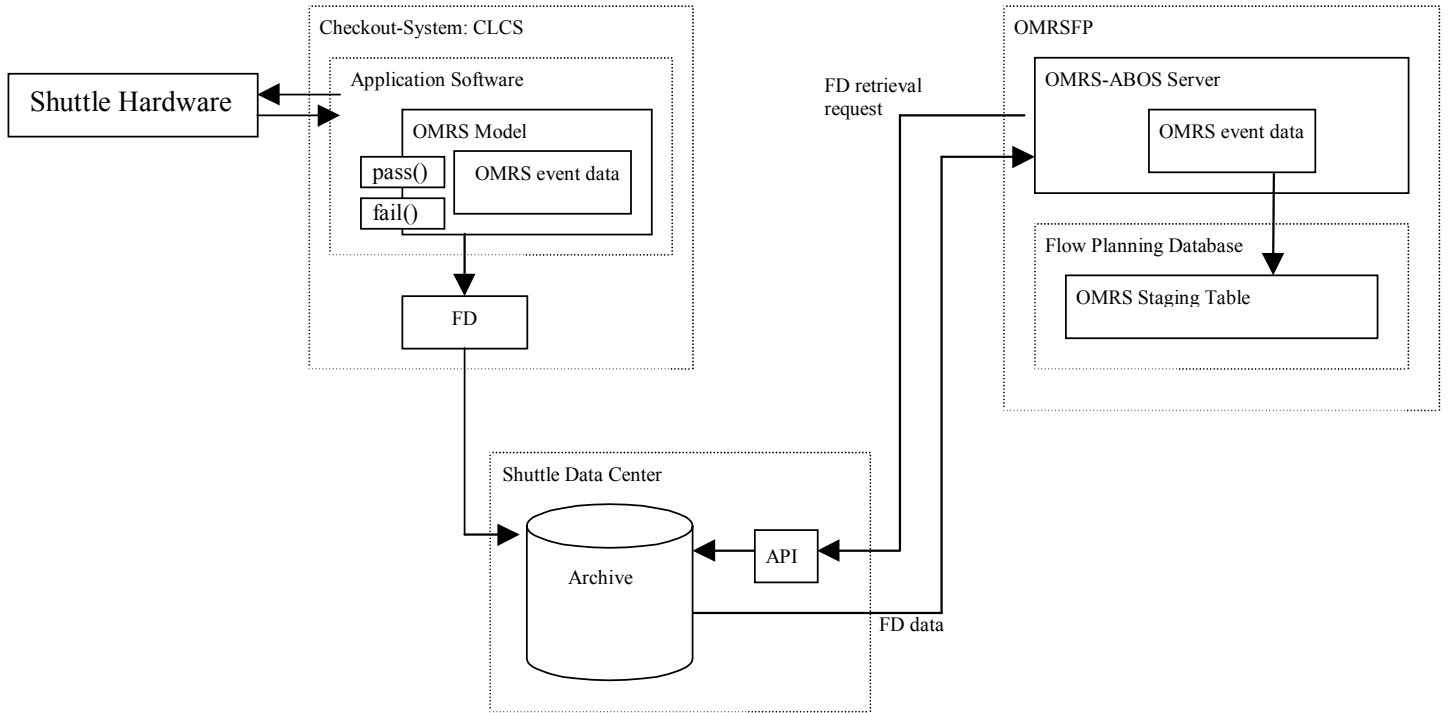 Checkout-System: CLCS
OMRSFP
Application Software
OMRS-ABOS Server
Shuttle Hardware
FD retrieval
request
OMRS Model
OMRS event data
pass()
OMRS event data
fail()
Flow Planning Database
OMRS Staging Table
FD
Shuttle Data Center
API
Archive
FD data